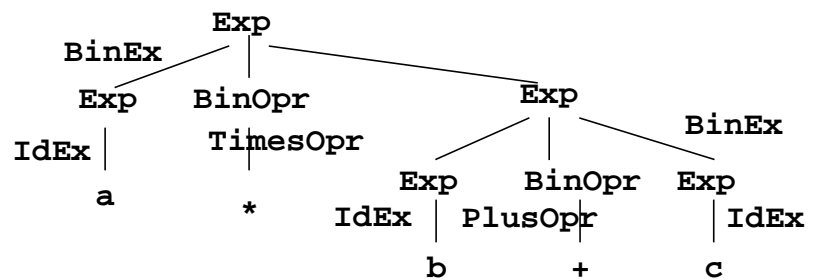 Exp
BinEx
Exp BinOpr Exp
BinEx
IdEx TimesOpr
a * Exp BinOpr Exp
IdEx PlusOpr IdEx
b + c